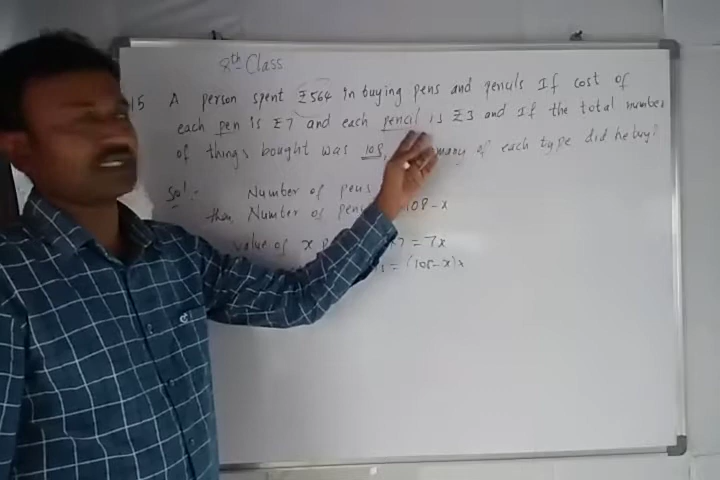 8th Class
15 A person spent ₹564 in buying pens and pencils If cost of
each pen is ₹7 and each pencil is ₹3 and If the total number
of things bought was 108, many of each type did he buy?
Sol:- Number of pens
then, Number of 108-x
value of x 7 = 7x
= (108-x)x